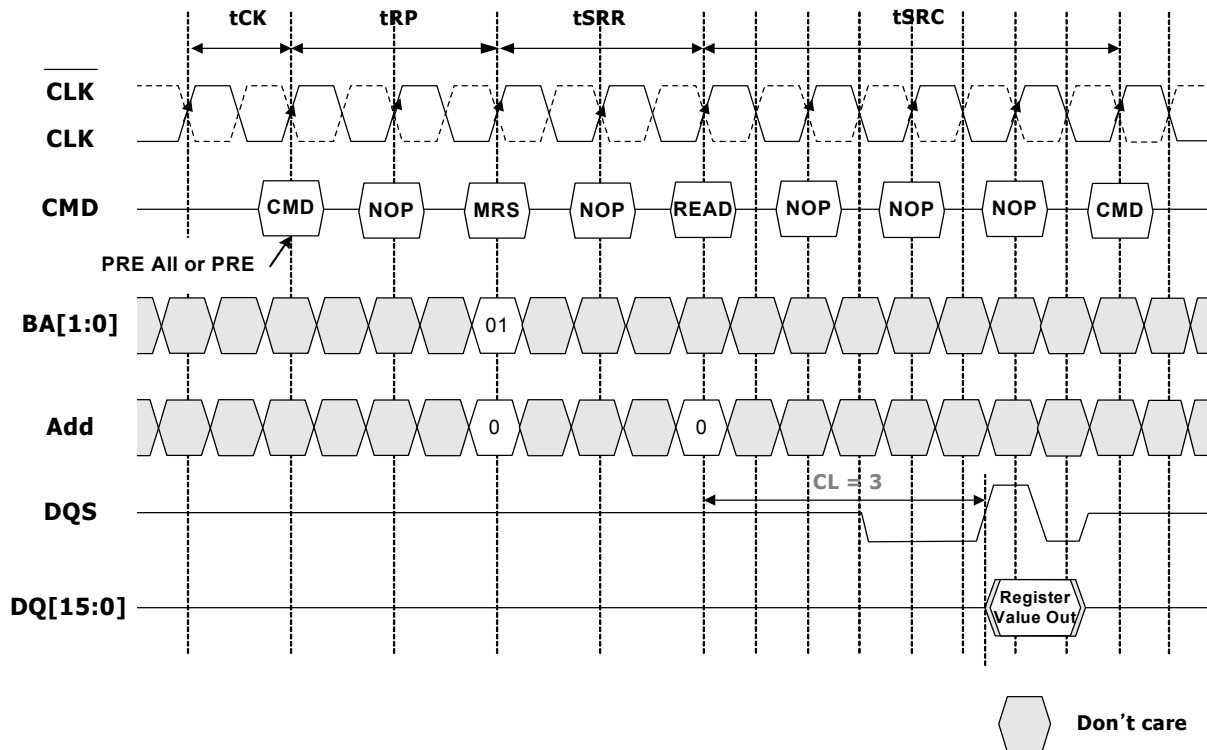 tCK tRP tSRR tSRC
CLK
CLK
CMD CMD NOP MRS NOP READ NOP NOP NOP CMD
PRE All or PRE
BA[1:0] 01
Add 0 0
CL = 3
DQS
DQ[15:0] Register
Value Out
Don't care